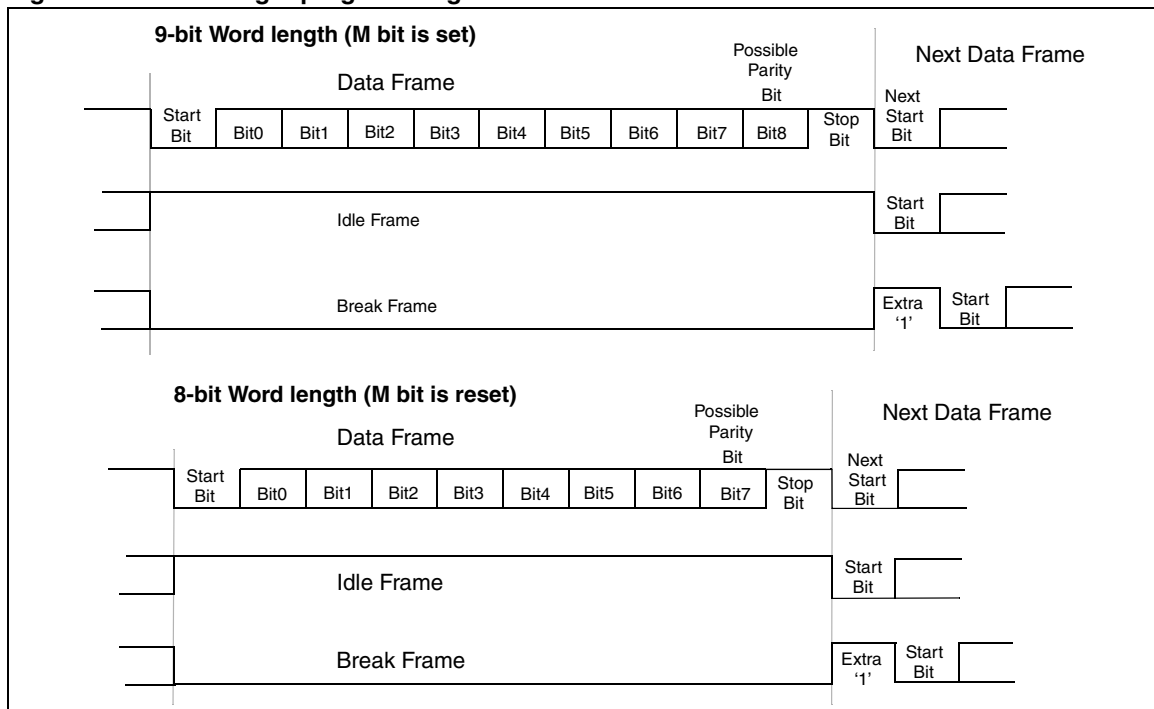 9-bit Word length (M bit is set)
Possible
Parity
Bit
Next Data Frame
Data Frame
Start
Bit
Bit0
Bit1
Bit2
Bit3
Bit4
Bit5
Bit6
Bit7
Bit8
Stop
Bit
Next
Start
Bit
Idle Frame
Start
Bit
Break Frame
Extra
‘1’
Start
Bit
8-bit Word length (M bit is reset)
Possible
Parity
Bit
Next Data Frame
Data Frame
Start
Bit
Bit0
Bit1
Bit2
Bit3
Bit4
Bit5
Bit6
Bit7
Stop
Bit
Next
Start
Bit
Idle Frame
Start
Bit
Break Frame
Extra
‘1’
Start
Bit